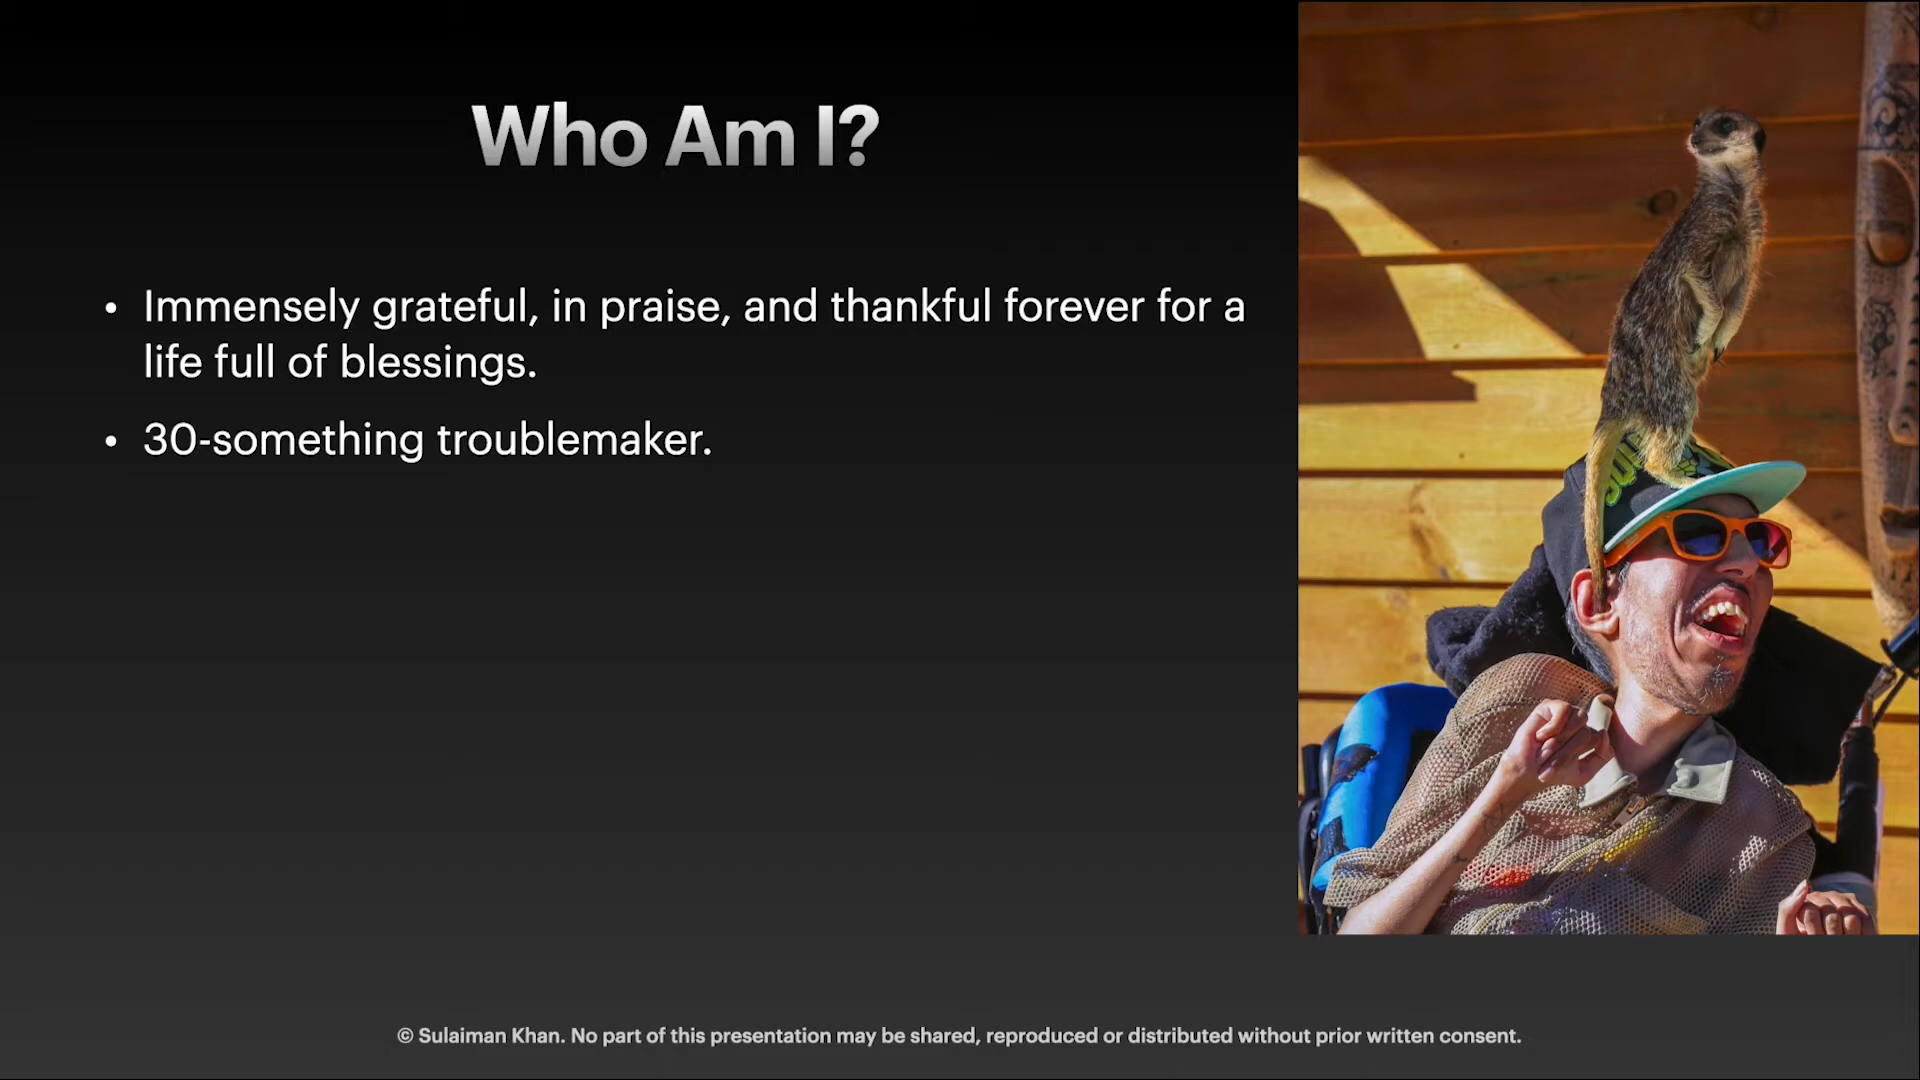 Who Am I?
• Immensely grateful, in praise, and thankful forever for a
life full of blessings.
• 30-something troublemaker.
© Sulaiman Khan. No part of this presentation may be shared, reproduced or distributed without prior written consent.